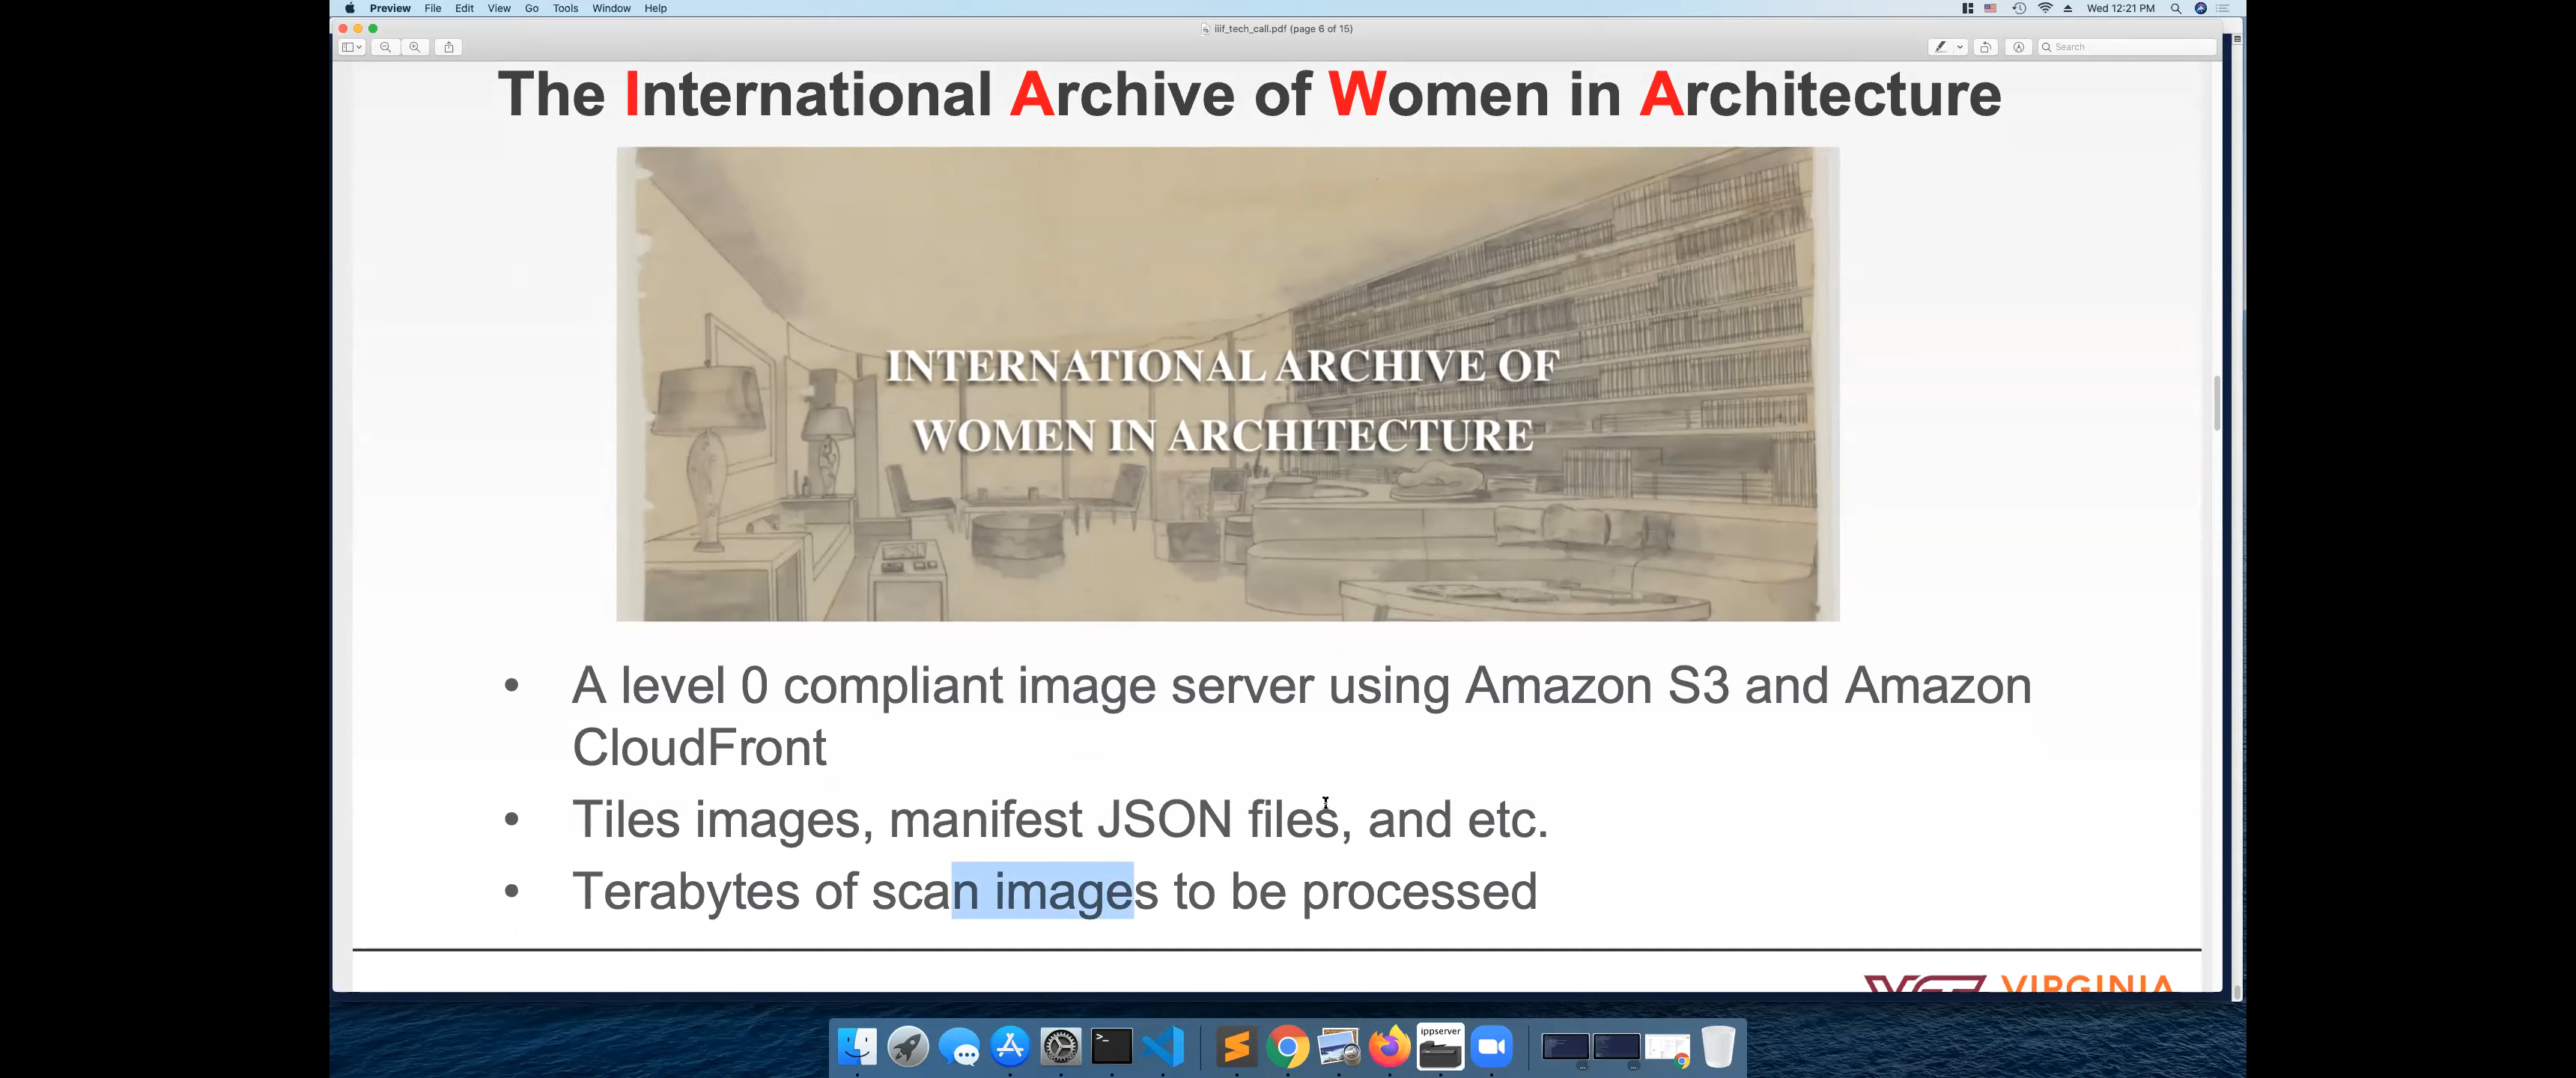 Preview File Edit View Go Tools Window Help Wed 12:21 PM
iiif_tech_call.pdf (page 6 of 15)
Search
The International Archive of Women in Architecture
INTERNATIONAL ARCHIVE OF
WOMEN IN ARCHITECTURE
• A level 0 compliant image server using Amazon S3 and Amazon
CloudFront
• Tiles images, manifest JSON files, and etc.
• Terabytes of scan images to be processed
VIRGINIA
ippserver